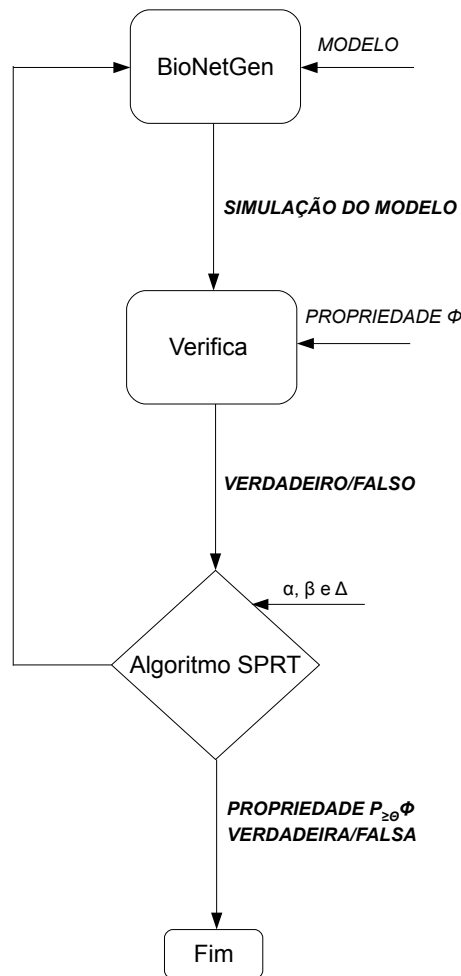 MODELO
BioNetGen
SIMULAÇÃO DO MODELO
PROPRIEDADE Φ
Verifica
VERDADEIRO/FALSO
α, β e Δ
Algoritmo SPRT
PROPRIEDADE P≥ΘΦ
VERDADEIRA/FALSA
Fim